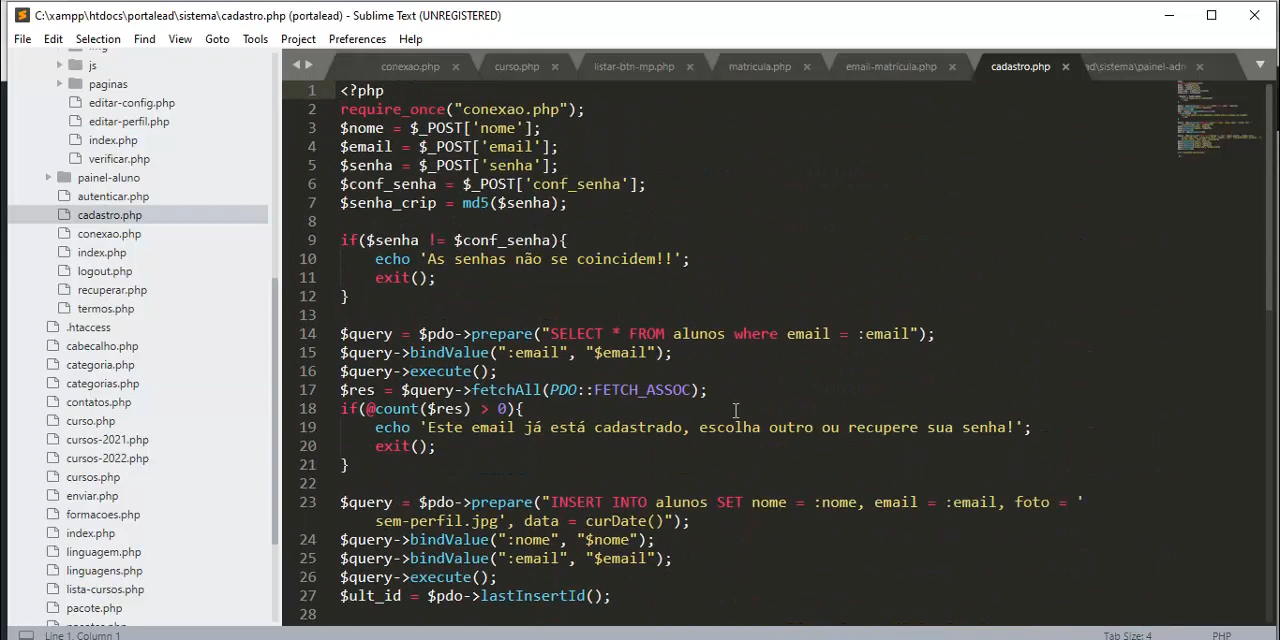 C:\xampp\htdocs\portalead\sistema\cadastro.php (portalead) - Sublime Text (UNREGISTERED)
File Edit Selection Find View Goto Tools Project Preferences Help
conexao.php curso.php listar-btn-mp.php matricula.php email-matricula.php cadastro.php ad\sistema\painel-adn
js
paginas
editar-config.php
editar-perfil.php
index.php
verificar.php
painel-aluno
autenticar.php
cadastro.php
conexao.php
index.php
logout.php
recuperar.php
termos.php
.htaccess
cabecalho.php
categoria.php
categorias.php
contatos.php
curso.php
cursos-2021.php
cursos-2022.php
cursos.php
enviar.php
formacoes.php
index.php
linguagem.php
linguagens.php
lista-cursos.php
pacote.php
1 <?php
2 require_once("conexao.php");
3 $nome = $_POST['nome'];
4 $email = $_POST['email'];
5 $senha = $_POST['senha'];
6 $conf_senha = $_POST['conf_senha'];
7 $senha_crip = md5($senha);
8
9 if($senha != $conf_senha){
10 echo 'As senhas não se coincidem!!';
11 exit();
12 }
13
14 $query = $pdo->prepare("SELECT * FROM alunos where email = :email");
15 $query->bindValue(":email", "$email");
16 $query->execute();
17 $res = $query->fetchAll(PDO::FETCH_ASSOC);
18 if(@count($res) > 0){
19 echo 'Este email já está cadastrado, escolha outro ou recupere sua senha!';
20 exit();
21 }
22
23 $query = $pdo->prepare("INSERT INTO alunos SET nome = :nome, email = :email, foto = '
sem-perfil.jpg', data = curDate()");
24 $query->bindValue(":nome", "$nome");
25 $query->bindValue(":email", "$email");
26 $query->execute();
27 $ult_id = $pdo->lastInsertId();
28
Line 1, Column 1 Tab Size: 4 PHP